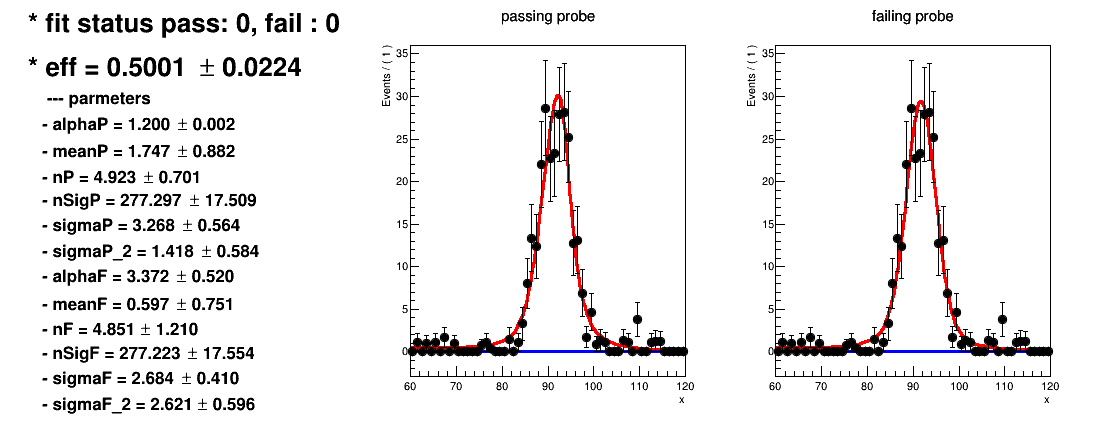 * fit status pass: 0, fail : 0
* eff = 0.5001 ± 0.0224
--- parmeters
- alphaP = 1.200 ± 0.002
- meanP = 1.747 ± 0.882
- nP = 4.923 ± 0.701
- nSigP = 277.297 ± 17.509
- sigmaP = 3.268 ± 0.564
- sigmaP_2 = 1.418 ± 0.584
- alphaF = 3.372 ± 0.520
- meanF = 0.597 ± 0.751
- nF = 4.851 ± 1.210
- nSigF = 277.223 ± 17.554
- sigmaF = 2.684 ± 0.410
- sigmaF_2 = 2.621 ± 0.596
passing probe
Events / ( 1 )
35
30
25
20
15
10
5
0
60 70 80 90 100 110 120
x
failing probe
Events / ( 1 )
35
30
25
20
15
10
5
0
60 70 80 90 100 110 120
x